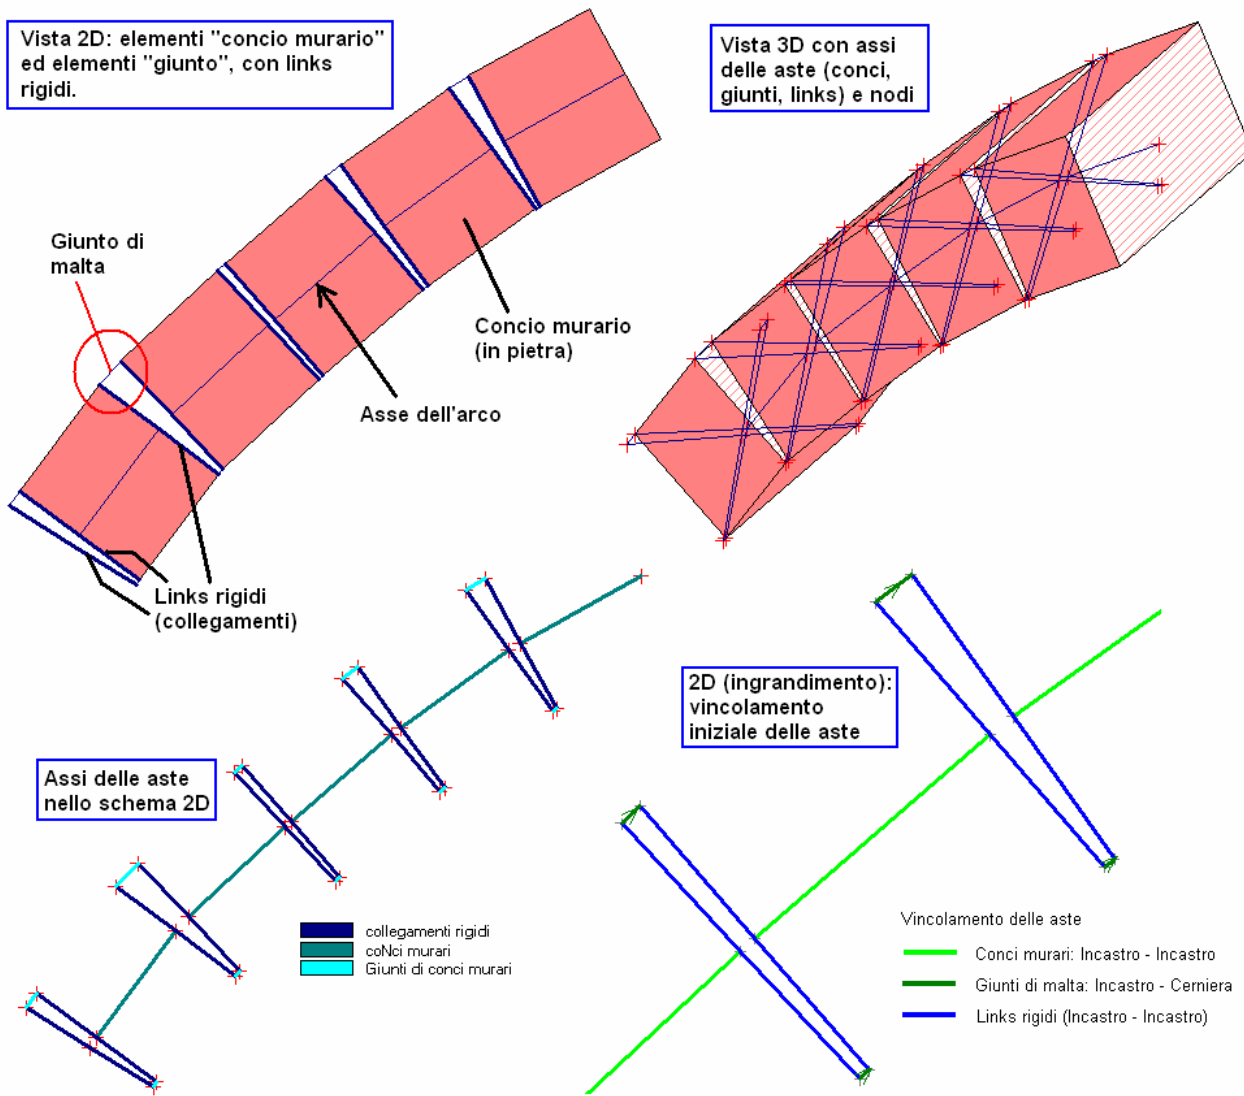 Vista 2D: elementi "concio murario"
ed elementi "giunto", con links
rigidi.
Vista 3D con assi
delle aste (conci,
giunti, links) e nodi
Giunto di
malta
Concio murario
(in pietra)
Asse dell'arco
Links rigidi
(collegamenti)
2D (ingrandimento):
vincolamento
iniziale delle aste
Assi delle aste
nello schema 2D
collegamenti rigidi
coNci murari
Giunti di conci murari
Vincolamento delle aste
Conci murari: Incastro - Incastro
Giunti di malta: Incastro - Cerniera
Links rigidi (Incastro - Incastro)